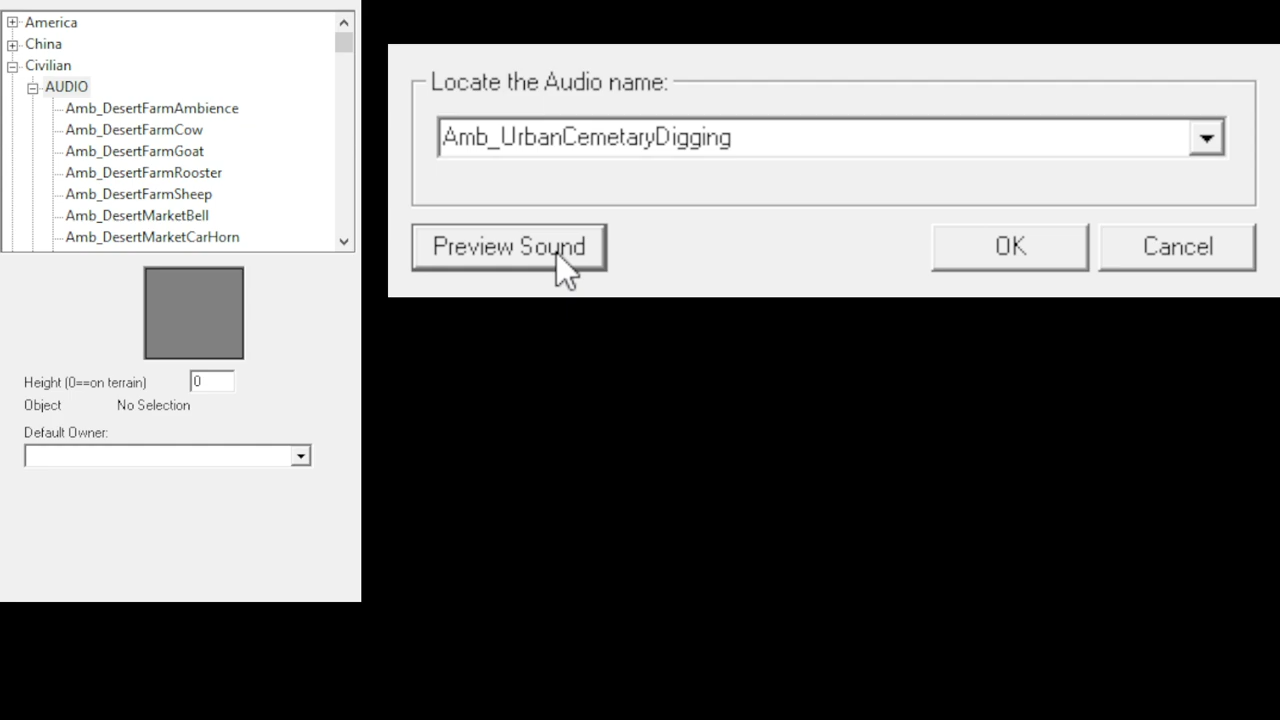 America
China
Civilian
AUDIO
Amb_DesertFarmAmbience
Amb_DesertFarmCow
Amb_DesertFarmGoat
Amb_DesertFarmRooster
Amb_DesertFarmSheep
Amb_DesertMarketBell
Amb_DesertMarketCarHorn
Height (0==on terrain) 0
Object No Selection
Default Owner:
Locate the Audio name:
Amb_UrbanCemetaryDigging
Preview Sound OK Cancel